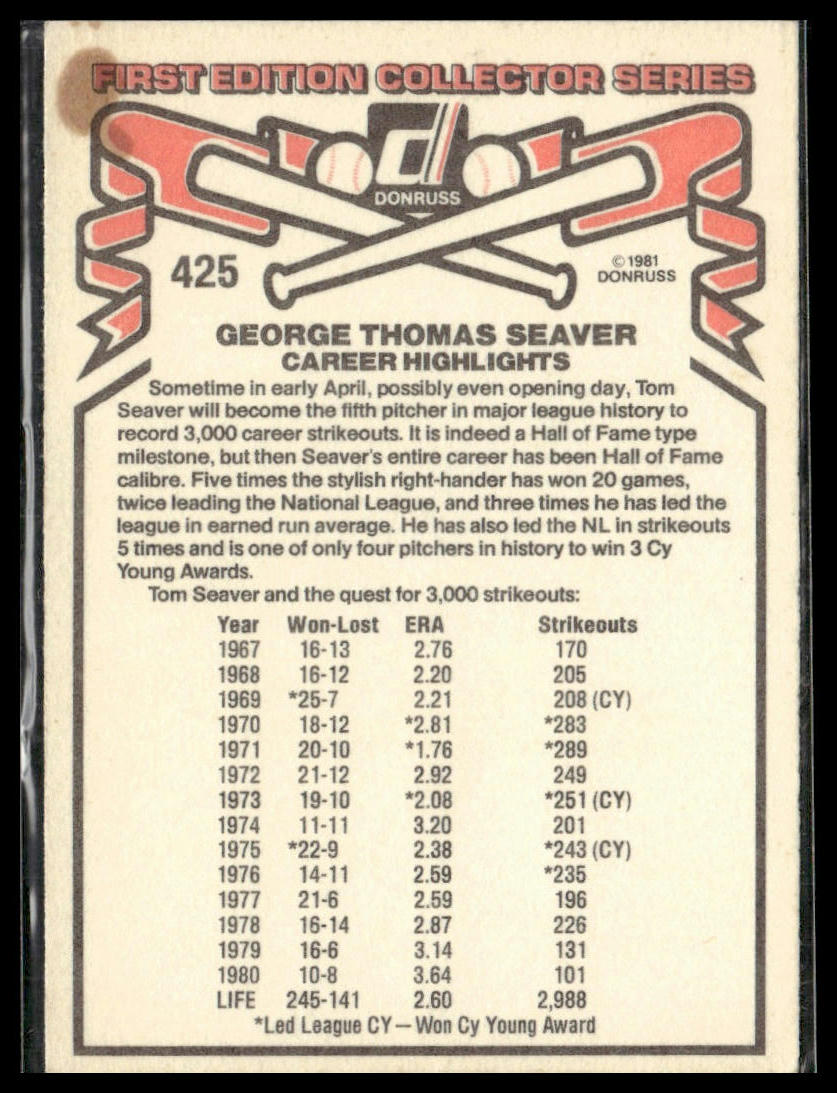 FIRST EDITION COLLECTOR SERIES
d
DONRUSS
425
© 1981
DONRUSS
GEORGE THOMAS SEAVER
CAREER HIGHLIGHTS
Sometime in early April, possibly even opening day, Tom
Seaver will become the fifth pitcher in major league history to
record 3,000 career strikeouts. It is indeed a Hall of Fame type
milestone, but then Seaver's entire career has been Hall of Fame
calibre. Five times the stylish right-hander has won 20 games,
twice leading the National League, and three times he has led the
league in earned run average. He has also led the NL in strikeouts
5 times and is one of only four pitchers in history to win 3 Cy
Young Awards.
Tom Seaver and the quest for 3,000 strikeouts:
Year Won-Lost ERA Strikeouts
1967 16-13 2.76 170
1968 16-12 2.20 205
1969 *25-7 2.21 208 (CY)
1970 18-12 *2.81 *283
1971 20-10 *1.76 *289
1972 21-12 2.92 249
1973 19-10 *2.08 *251 (CY)
1974 11-11 3.20 201
1975 *22-9 2.38 *243 (CY)
1976 14-11 2.59 *235
1977 21-6 2.59 196
1978 16-14 2.87 226
1979 16-6 3.14 131
1980 10-8 3.64 101
LIFE 245-141 2.60 2,988
*Led League CY—Won Cy Young Award